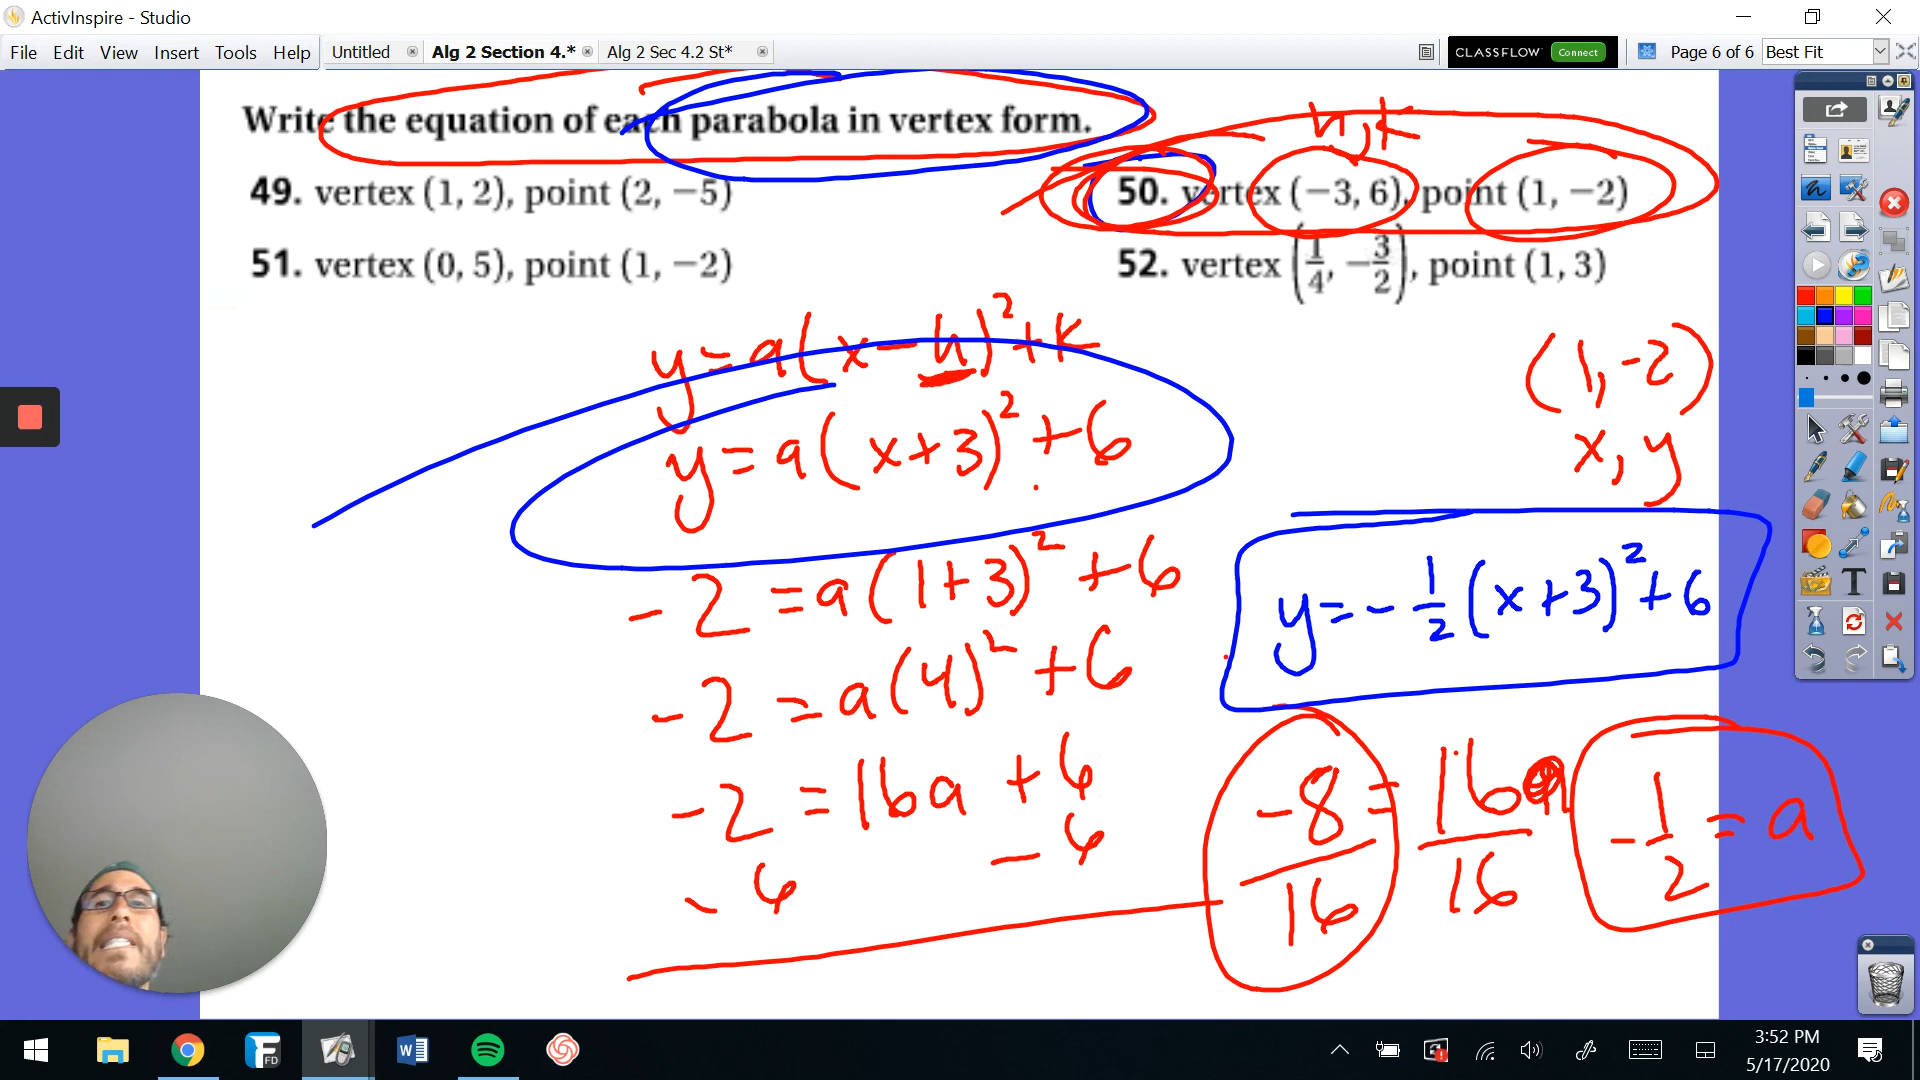 ActivInspire - Studio
File Edit View Insert Tools Help Untitled Alg 2 Section 4.* Alg 2 Sec 4.2 St* CLASSFLOW Connect Page 6 of 6 Best Fit
Write the equation of each parabola in vertex form.
h, k
49. vertex (1, 2), point (2, −5)
50. vertex (−3, 6), point (1, −2)
51. vertex (0, 5), point (1, −2)
52. vertex (1/4, −3/2), point (1, 3)
y = a(x − h)² + k
(1, -2)
x, y
y = a(x+3)² + 6
-2 = a(1+3)² + 6
y = - 1/2 (x+3)² + 6
-2 = a(4)² + 6
-2 = 16a + 6
-6 - 6
-8/16 = 16a/16
-1/2 = a
3:52 PM
5/17/2020